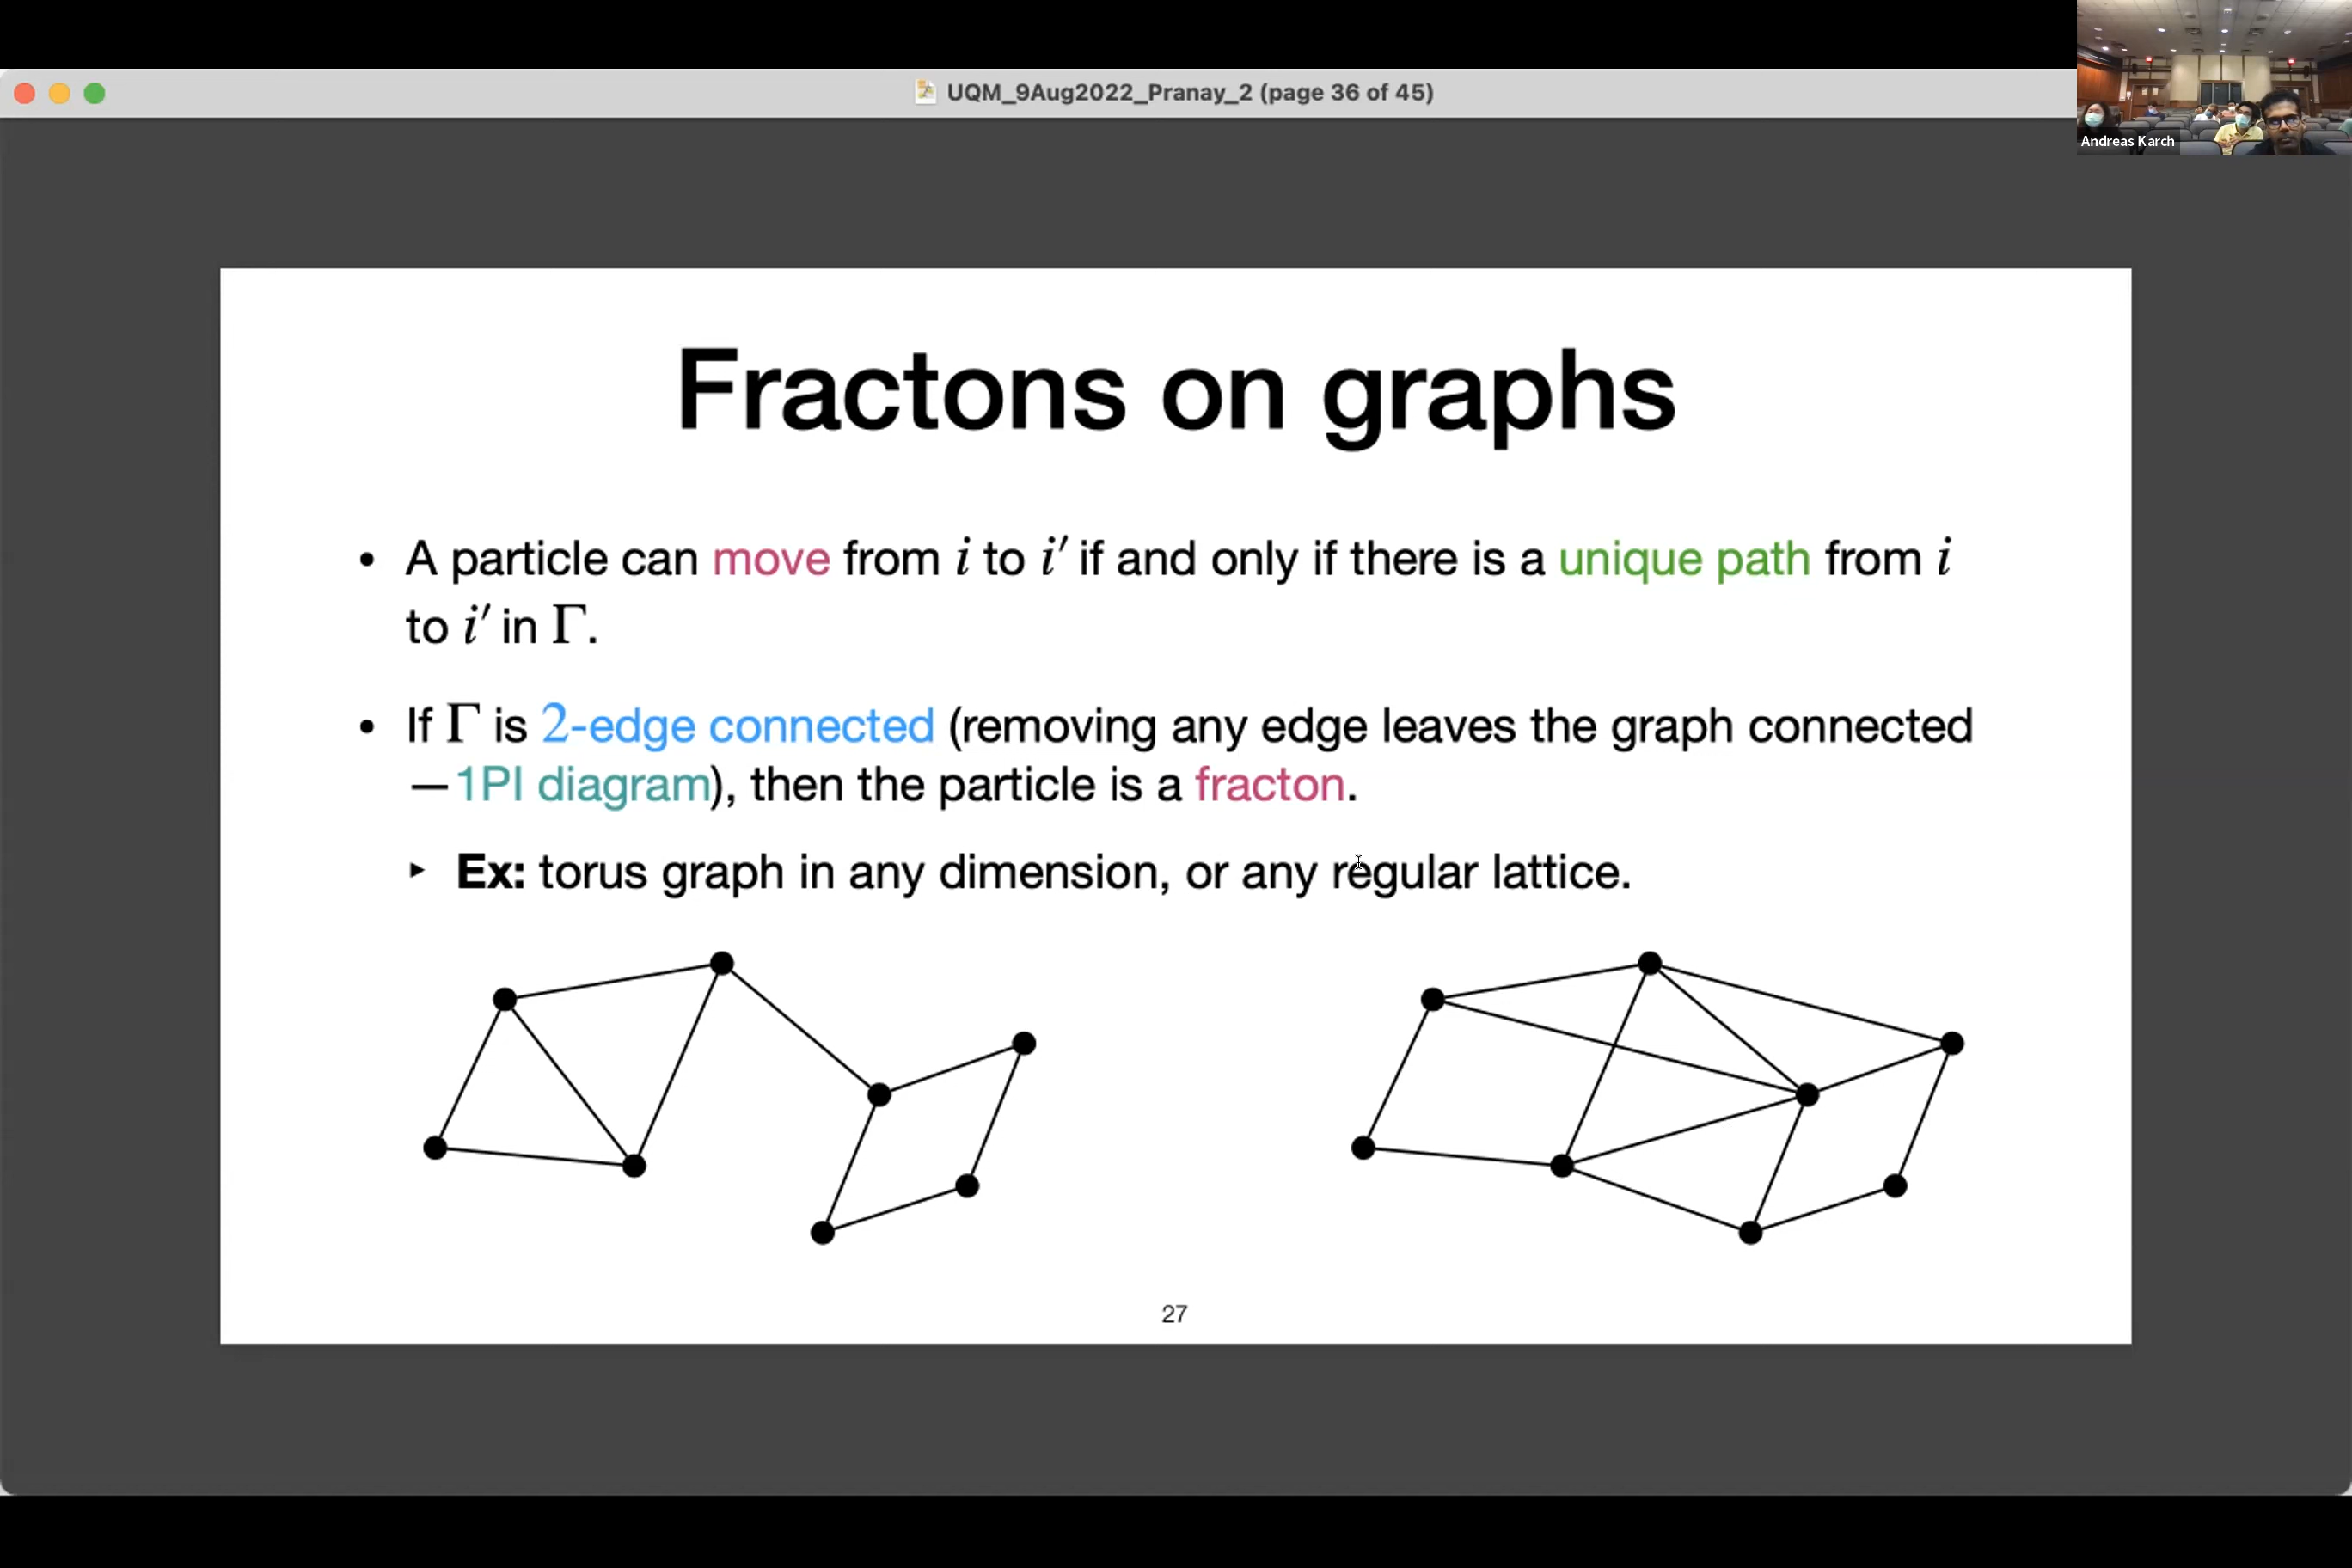 UQM_9Aug2022_Pranay_2 (page 36 of 45)
Andreas Karch
Fractons on graphs
• A particle can move from i to i′ if and only if there is a unique path from i
to i′ in Γ.
• If Γ is 2-edge connected (removing any edge leaves the graph connected
— 1PI diagram), then the particle is a fracton.
‣ Ex: torus graph in any dimension, or any regular lattice.
27